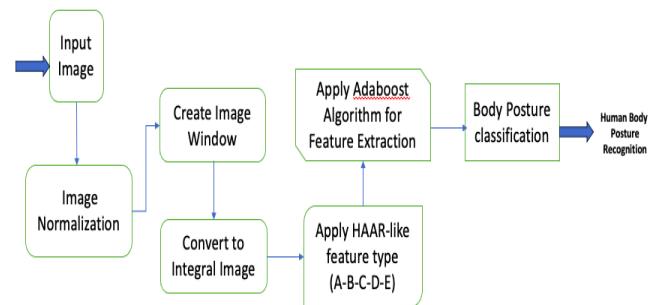 Input
Image
Image
Normalization
Create Image
Window
Convert to
Integral Image
Apply HAAR-like
feature type
(A-B-C-D-E)
Apply Adaboost
Algorithm for
Feature Extraction
Body Posture
classification
Human Body
Posture
Recognition